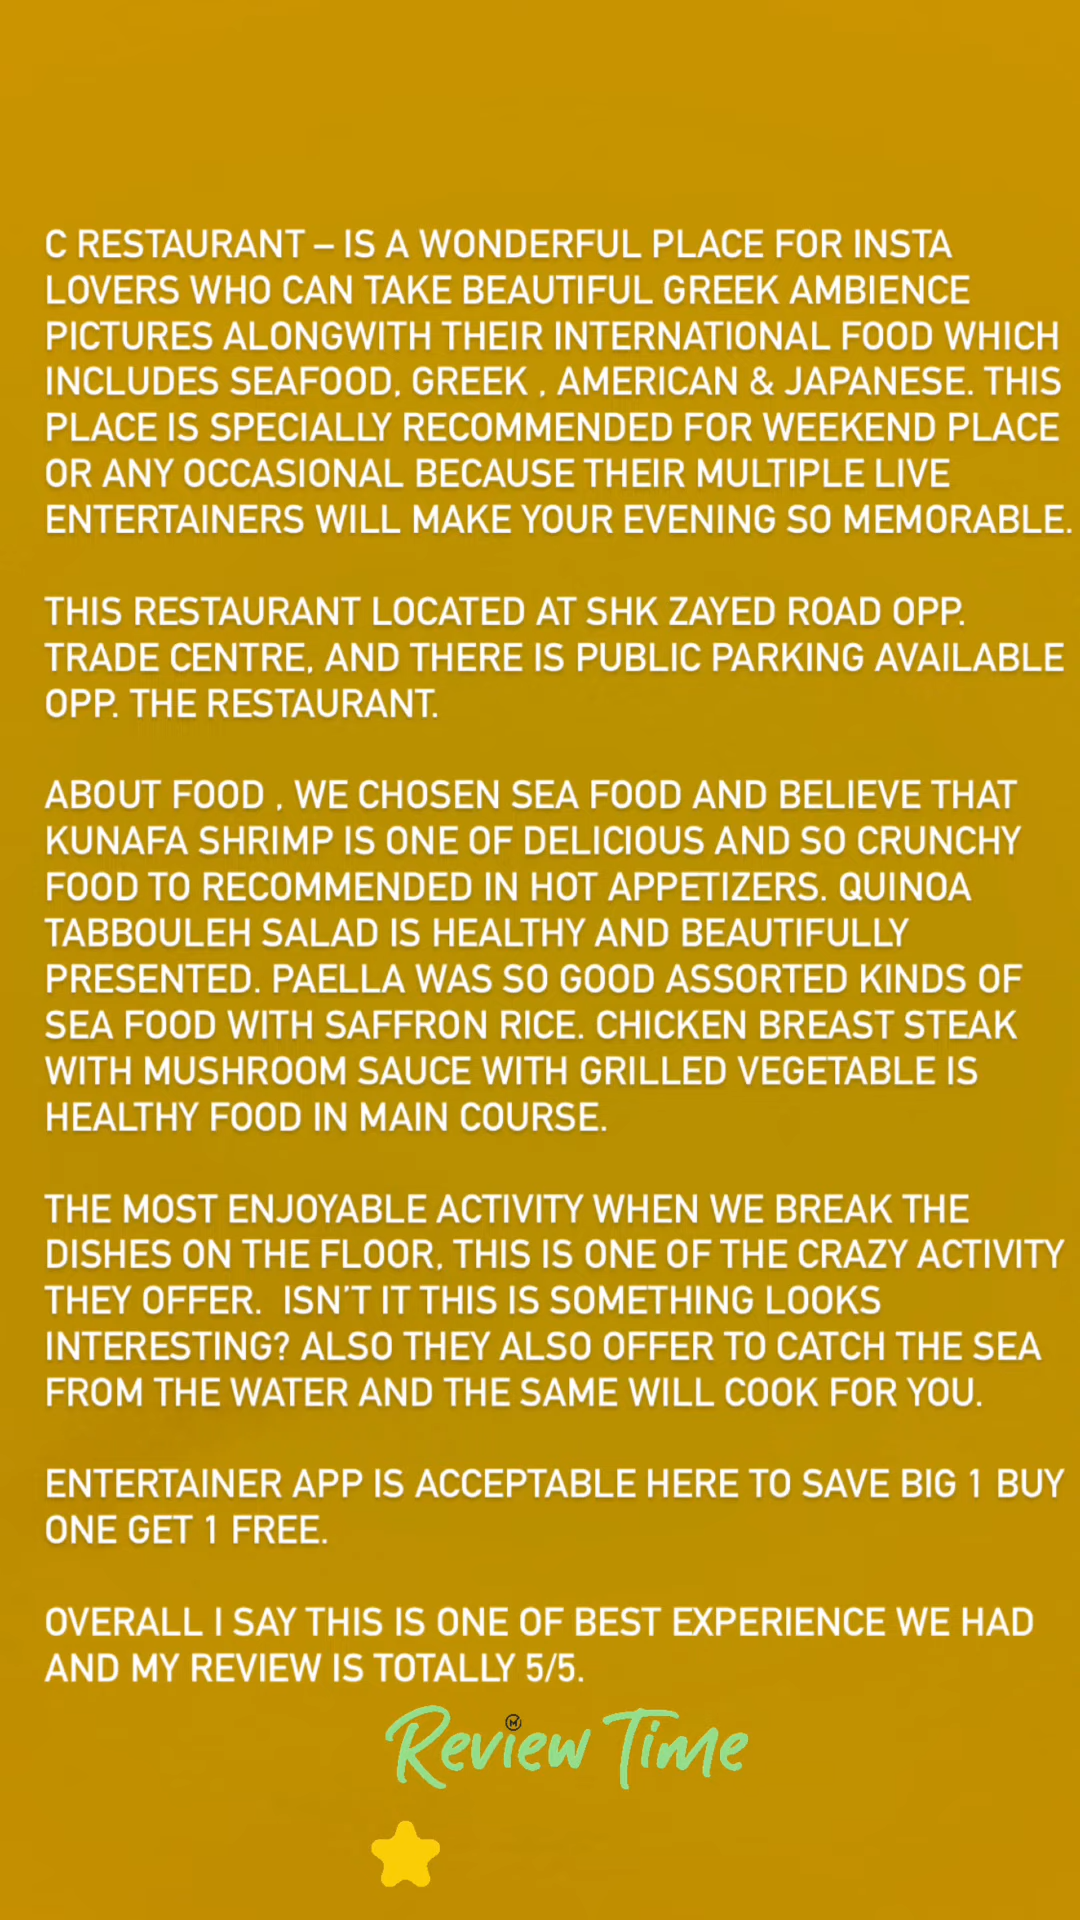 C RESTAURANT – IS A WONDERFUL PLACE FOR INSTA
LOVERS WHO CAN TAKE BEAUTIFUL GREEK AMBIENCE
PICTURES ALONGWITH THEIR INTERNATIONAL FOOD WHICH
INCLUDES SEAFOOD, GREEK , AMERICAN & JAPANESE. THIS
PLACE IS SPECIALLY RECOMMENDED FOR WEEKEND PLACE
OR ANY OCCASIONAL BECAUSE THEIR MULTIPLE LIVE
ENTERTAINERS WILL MAKE YOUR EVENING SO MEMORABLE.

THIS RESTAURANT LOCATED AT SHK ZAYED ROAD OPP.
TRADE CENTRE, AND THERE IS PUBLIC PARKING AVAILABLE
OPP. THE RESTAURANT.

ABOUT FOOD , WE CHOSEN SEA FOOD AND BELIEVE THAT
KUNAFA SHRIMP IS ONE OF DELICIOUS AND SO CRUNCHY
FOOD TO RECOMMENDED IN HOT APPETIZERS. QUINOA
TABBOULEH SALAD IS HEALTHY AND BEAUTIFULLY
PRESENTED. PAELLA WAS SO GOOD ASSORTED KINDS OF
SEA FOOD WITH SAFFRON RICE. CHICKEN BREAST STEAK
WITH MUSHROOM SAUCE WITH GRILLED VEGETABLE IS
HEALTHY FOOD IN MAIN COURSE.

THE MOST ENJOYABLE ACTIVITY WHEN WE BREAK THE
DISHES ON THE FLOOR, THIS IS ONE OF THE CRAZY ACTIVITY
THEY OFFER.  ISN'T IT THIS IS SOMETHING LOOKS
INTERESTING? ALSO THEY ALSO OFFER TO CATCH THE SEA
FROM THE WATER AND THE SAME WILL COOK FOR YOU.

ENTERTAINER APP IS ACCEPTABLE HERE TO SAVE BIG 1 BUY
ONE GET 1 FREE.

OVERALL I SAY THIS IS ONE OF BEST EXPERIENCE WE HAD
AND MY REVIEW IS TOTALLY 5/5.
Review Time